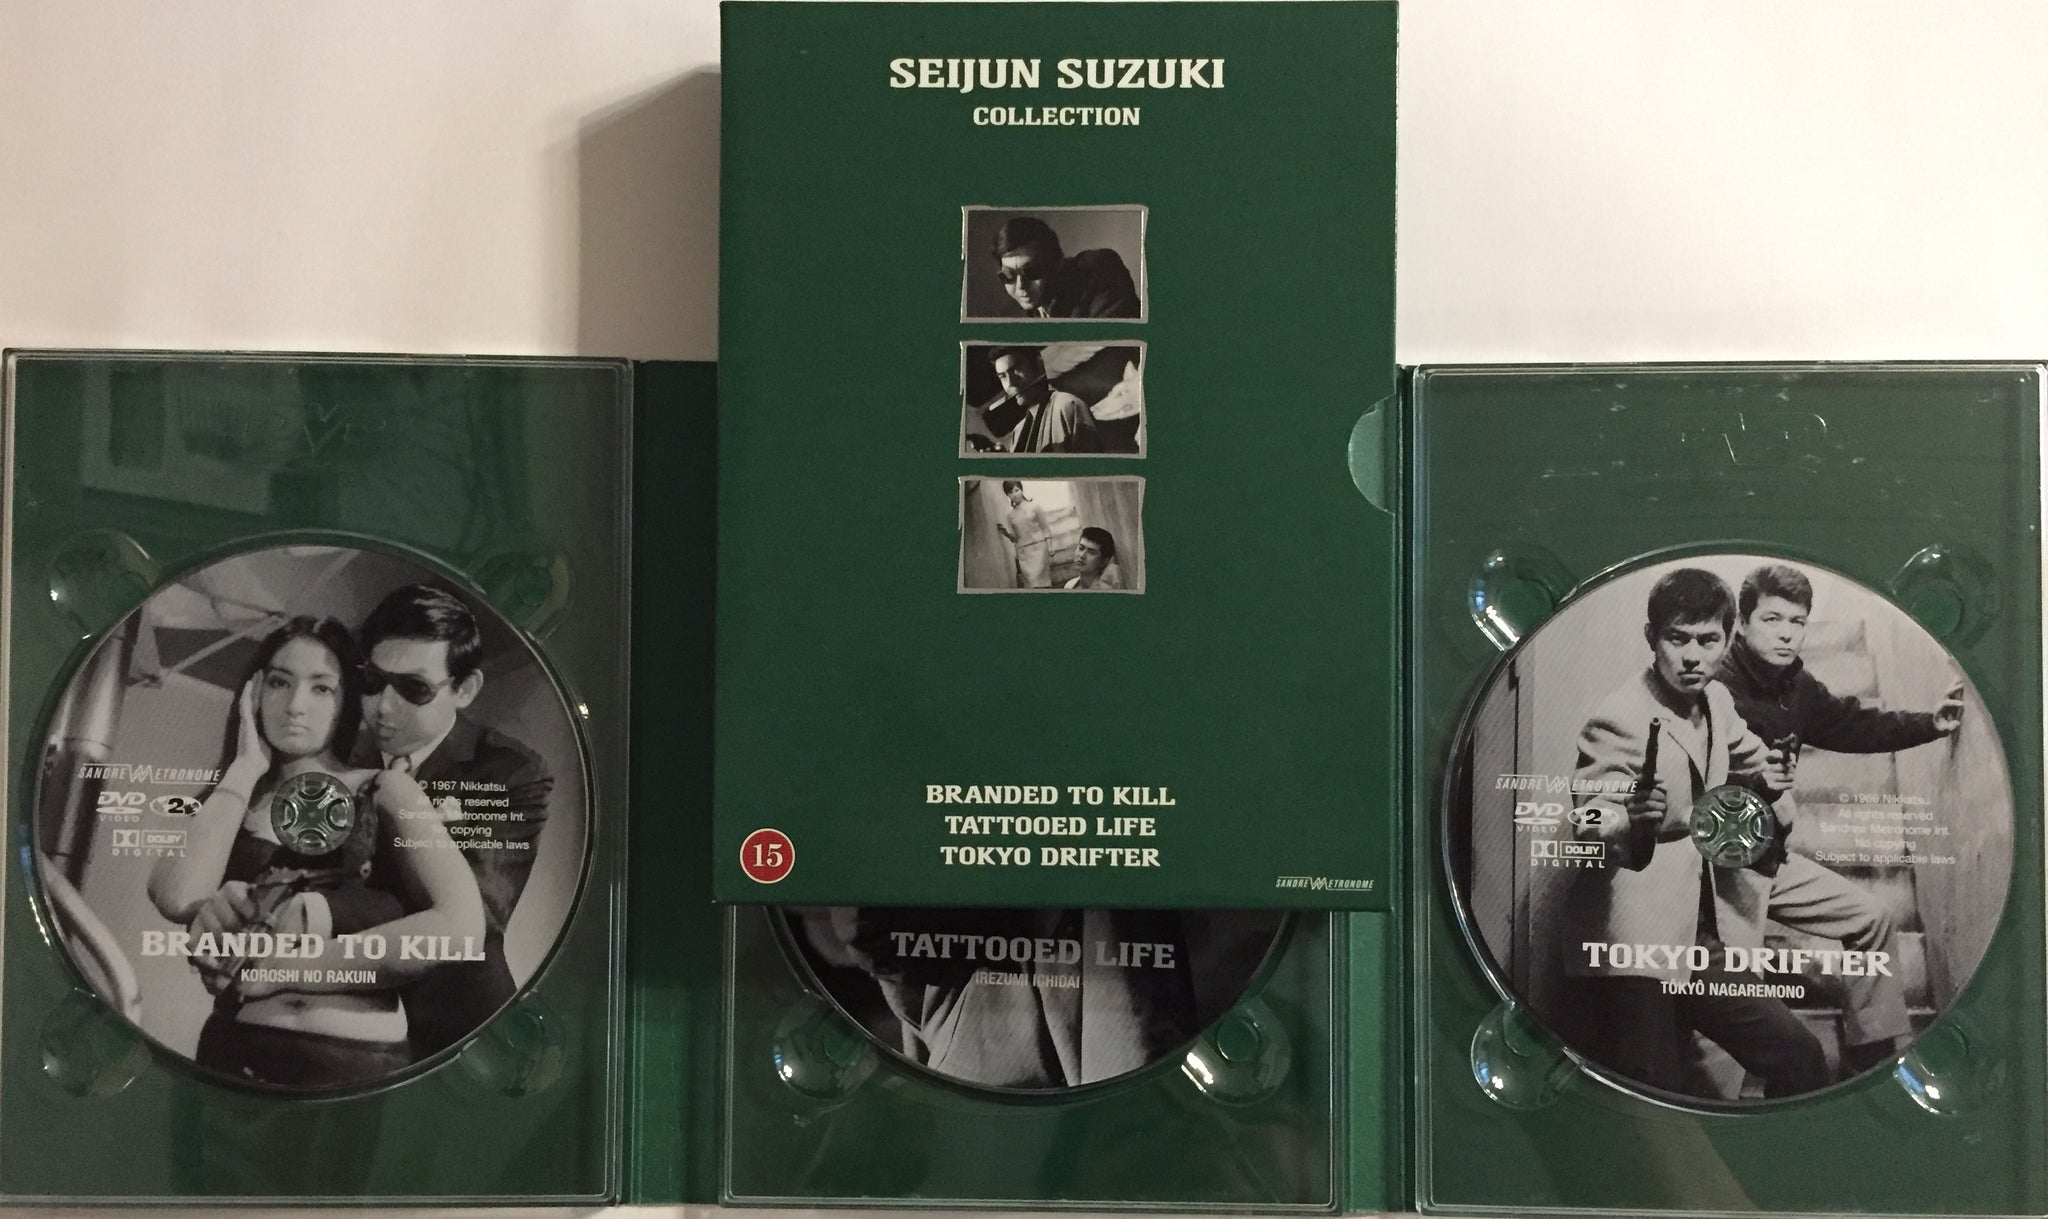 SEIJUN SUZUKI
COLLECTION
BRANDED TO KILL
TATTOOED LIFE
TOKYO DRIFTER
15
SANDREW METRONOME
SANDREW METRONOME
DVD
VIDEO
2
DOLBY
DIGITAL
© 1967 Nikkatsu.
All rights reserved
Sandrew Metronome Int.
No copying
Subject to applicable laws
BRANDED TO KILL
KOROSHI NO RAKUIN
TATTOOED LIFE
IREZUMI ICHIDAI
SANDREW METRONOME
DVD
VIDEO
2
DOLBY
DIGITAL
© 1966 Nikkatsu.
All rights reserved
Sandrew Metronome Int.
No copying
Subject to applicable laws
TOKYO DRIFTER
TÔKYÔ NAGAREMONO